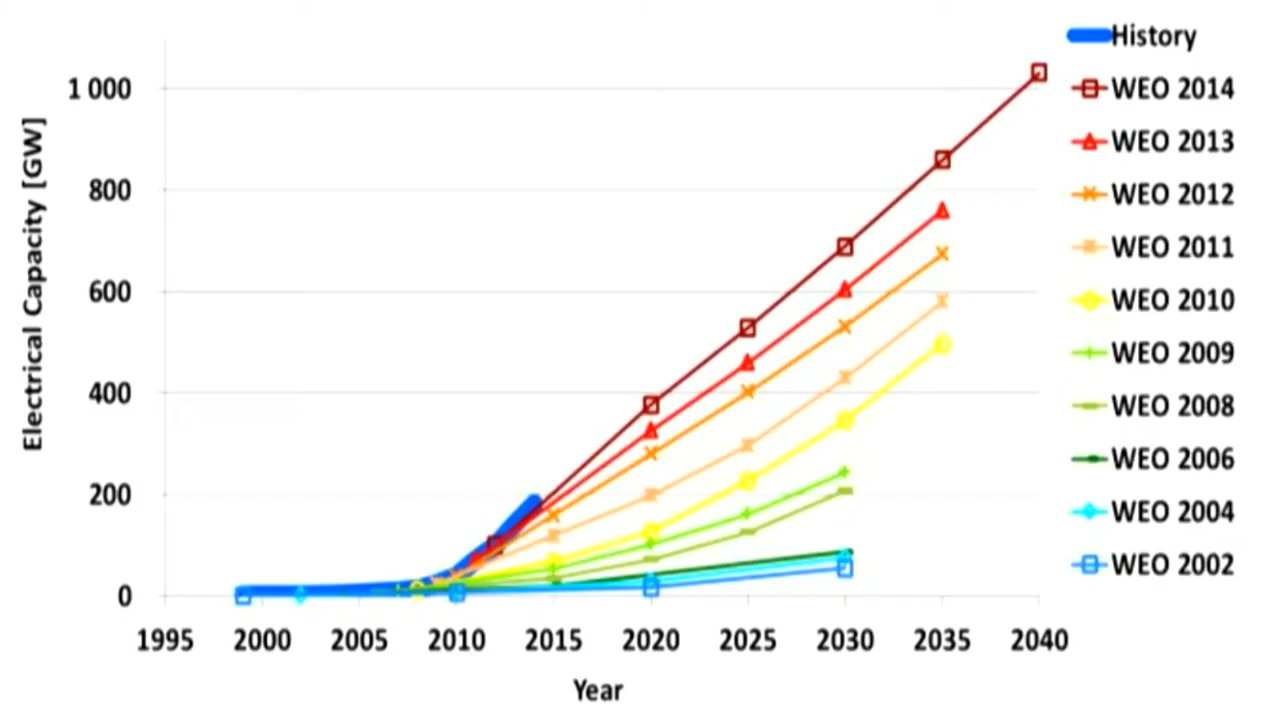 Electrical Capacity [GW]
1 000
800
600
400
200
0
1995 2000 2005 2010 2015 2020 2025 2030 2035 2040
Year
History
WEO 2014
WEO 2013
WEO 2012
WEO 2011
WEO 2010
WEO 2009
WEO 2008
WEO 2006
WEO 2004
WEO 2002